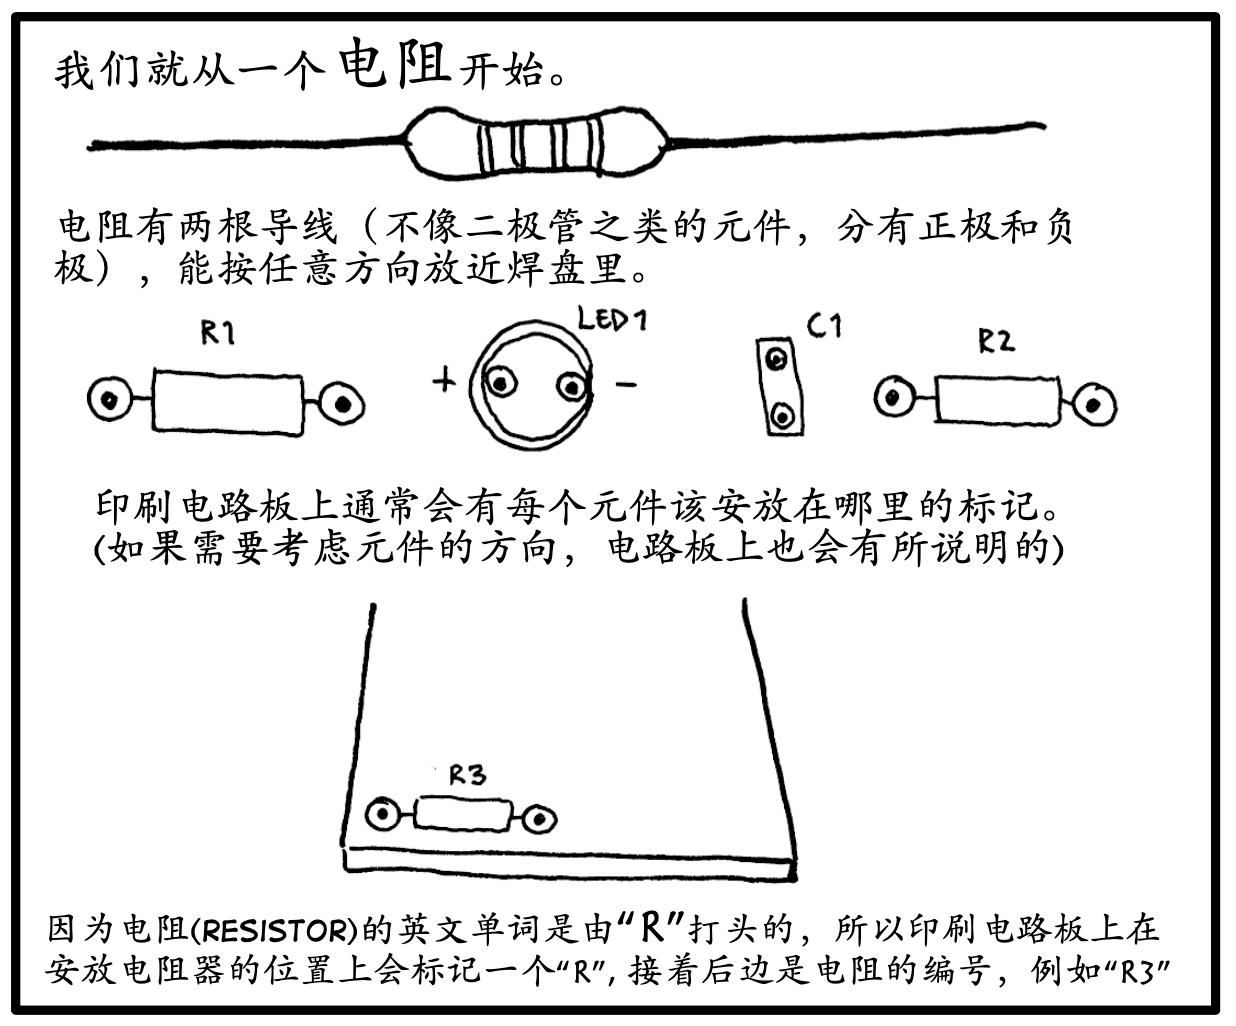 我们就从一个电阻开始。
电阻有两根导线（不像二极管之类的元件，分有正极和负
极），能按任意方向放近焊盘里。
R1
LED1
C1
R2
+
-
印刷电路板上通常会有每个元件该安放在哪里的标记。
(如果需要考虑元件的方向，电路板上也会有所说明的)
R3
因为电阻(RESISTOR)的英文单词是由“R”打头的，所以印刷电路板上在
安放电阻器的位置上会标记一个“R”, 接着后边是电阻的编号，例如“R3”